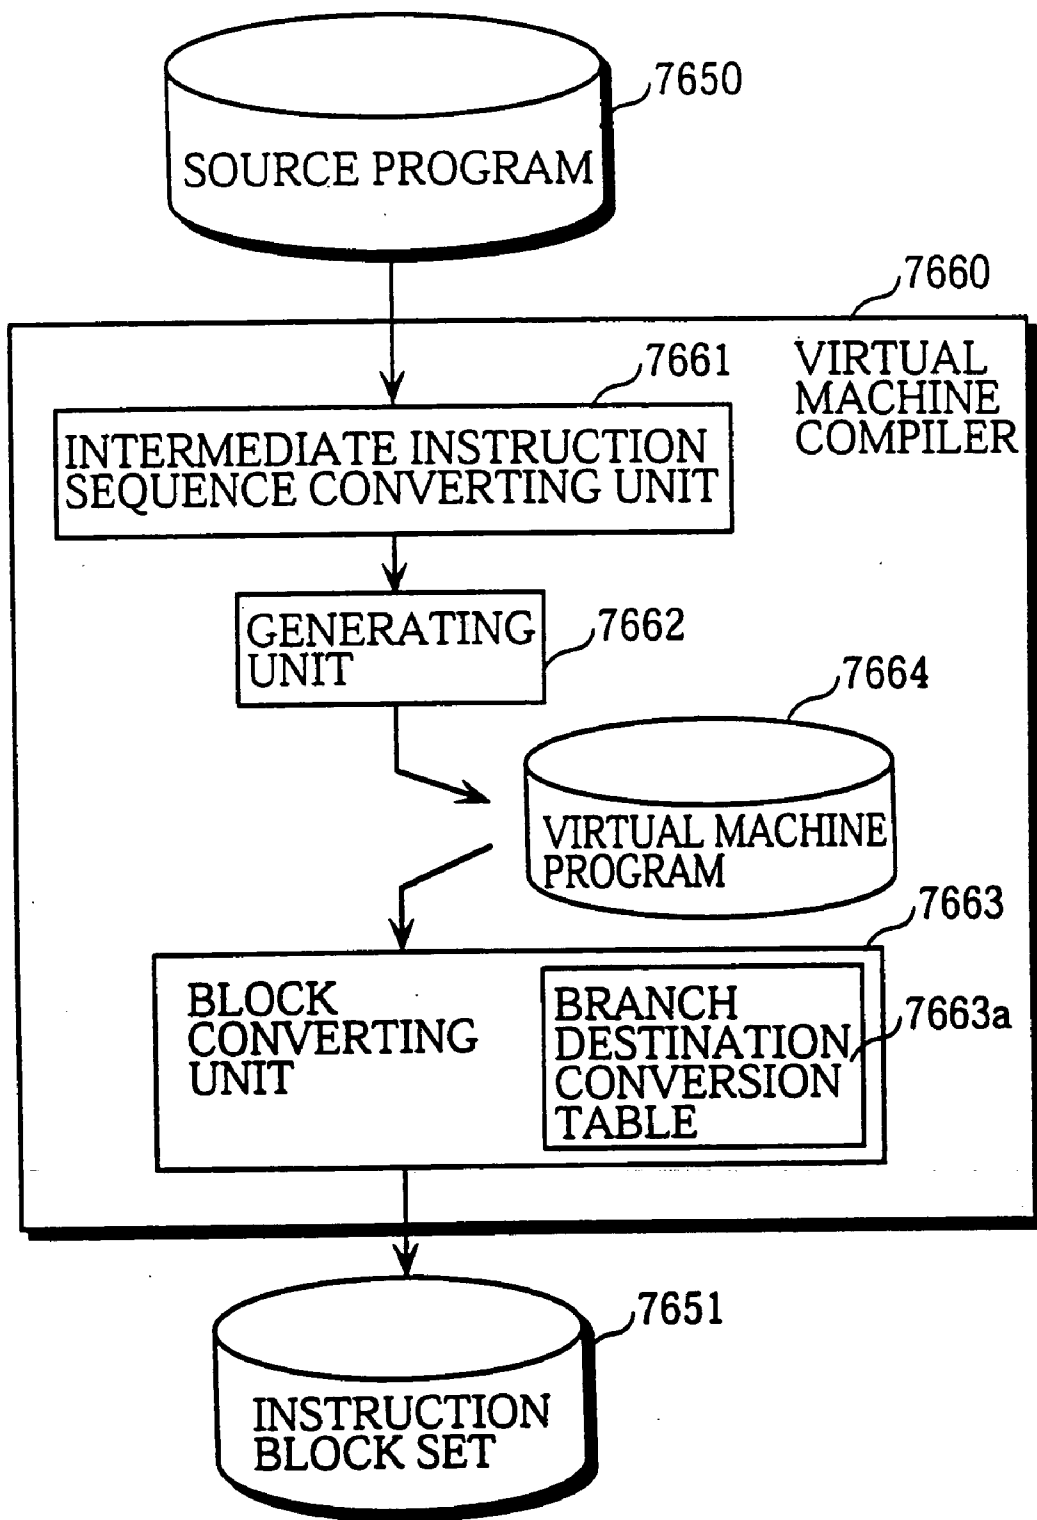 7650
SOURCE PROGRAM
7660
VIRTUAL
MACHINE
COMPILER
7661
INTERMEDIATE INSTRUCTION
SEQUENCE CONVERTING UNIT
GENERATING
UNIT
7662
7664
VIRTUAL MACHINE
PROGRAM
7663
BLOCK
CONVERTING
UNIT
BRANCH
DESTINATION
CONVERSION
TABLE
7663a
7651
INSTRUCTION
BLOCK SET